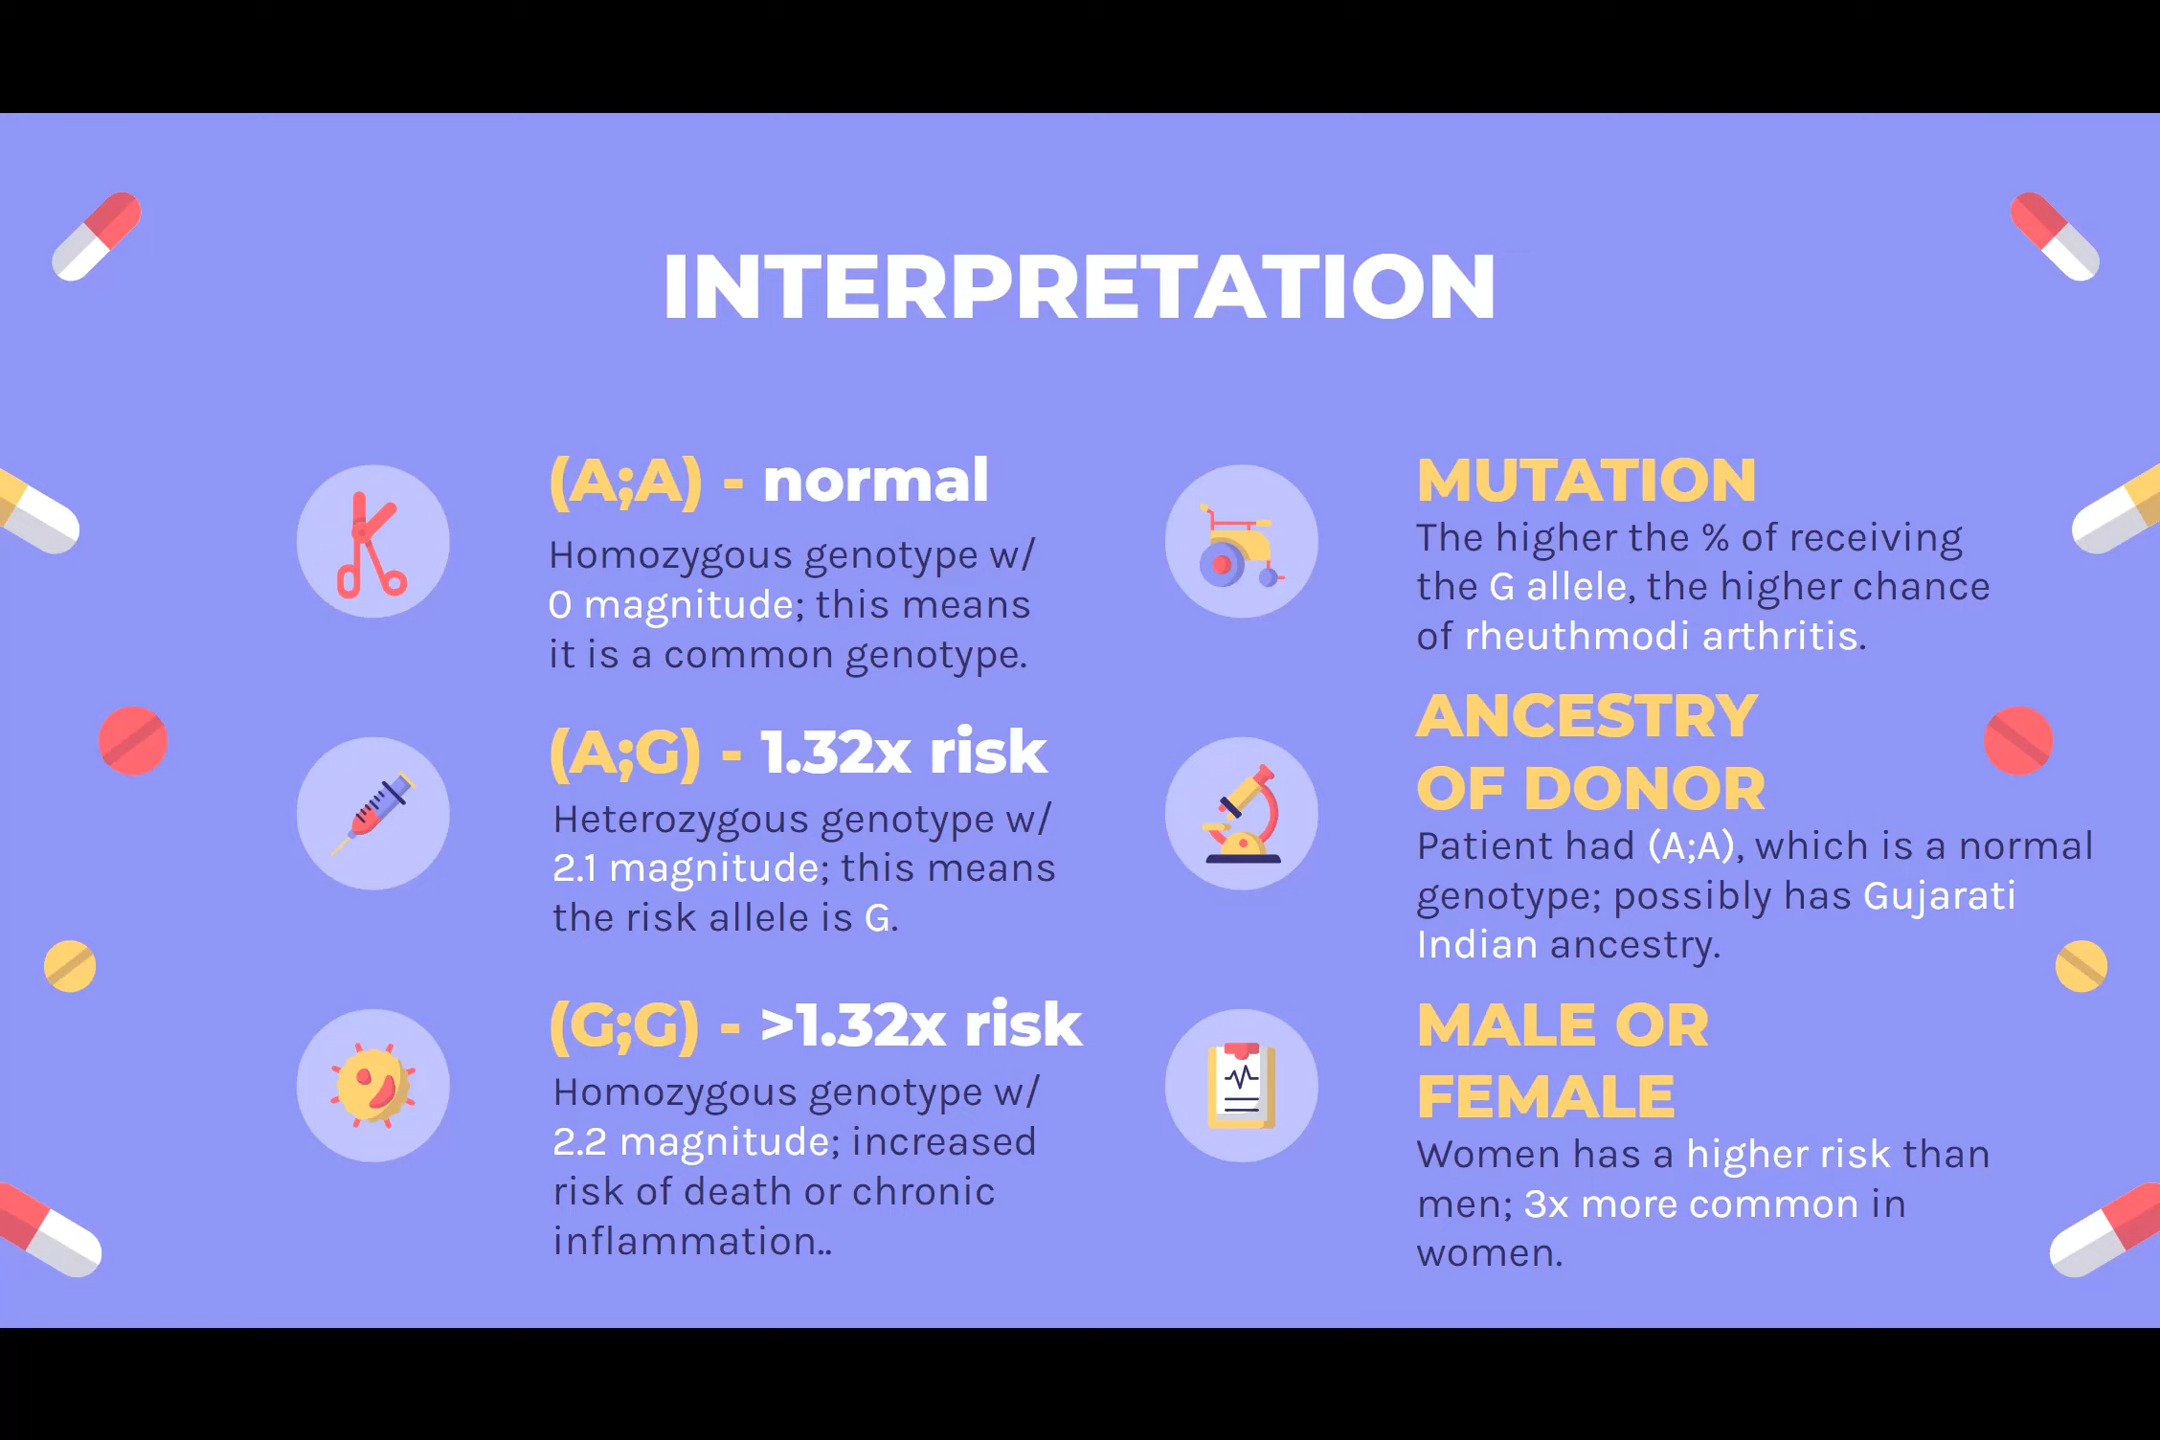 INTERPRETATION
(A;A) - normal
Homozygous genotype w/
0 magnitude; this means
it is a common genotype.
(A;G) - 1.32x risk
Heterozygous genotype w/
2.1 magnitude; this means
the risk allele is G.
(G;G) - >1.32x risk
Homozygous genotype w/
2.2 magnitude; increased
risk of death or chronic
inflammation..
MUTATION
The higher the % of receiving
the G allele, the higher chance
of rheuthmodi arthritis.
ANCESTRY
OF DONOR
Patient had (A;A), which is a normal
genotype; possibly has Gujarati
Indian ancestry.
MALE OR
FEMALE
Women has a higher risk than
men; 3x more common in
women.